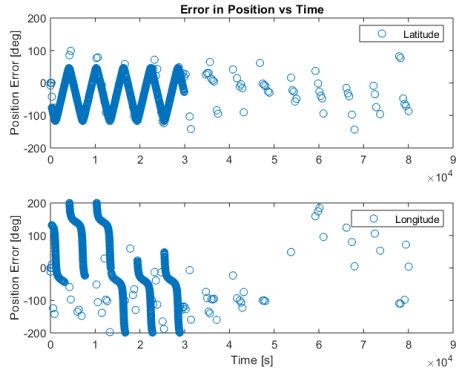 Error in Position vs Time
Latitude
Position Error [deg]
200
100
0
-100
-200
0 1 2 3 4 5 6 7 8 9
×10^4
Longitude
Position Error [deg]
200
100
0
-100
200
0 1 2 3 4 5 6 7 8 9
Time [s]
×10^4